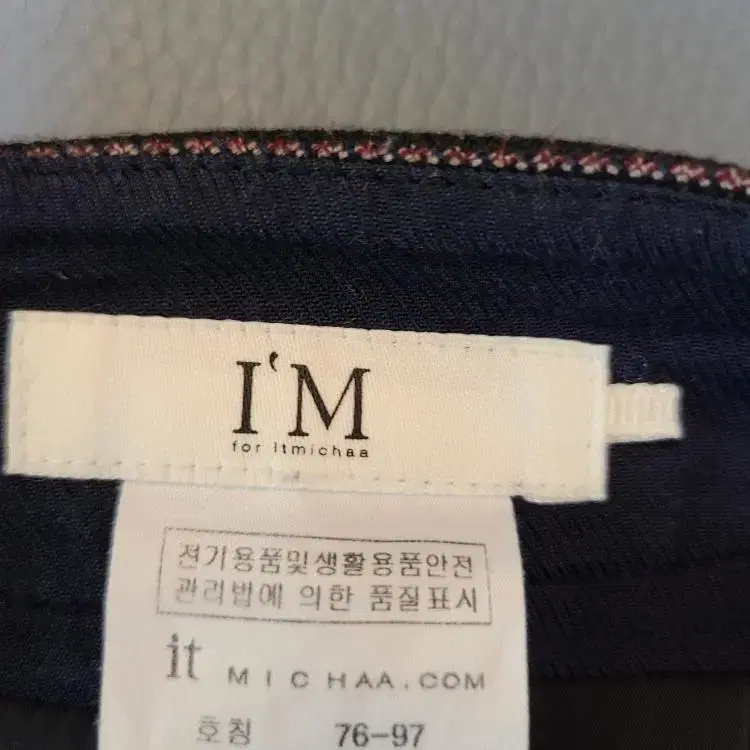 I'M
for itmichaa
전기용품및생활용품안전
관리법에 의한 품질표시
it MICHAA.COM
호칭 76-97